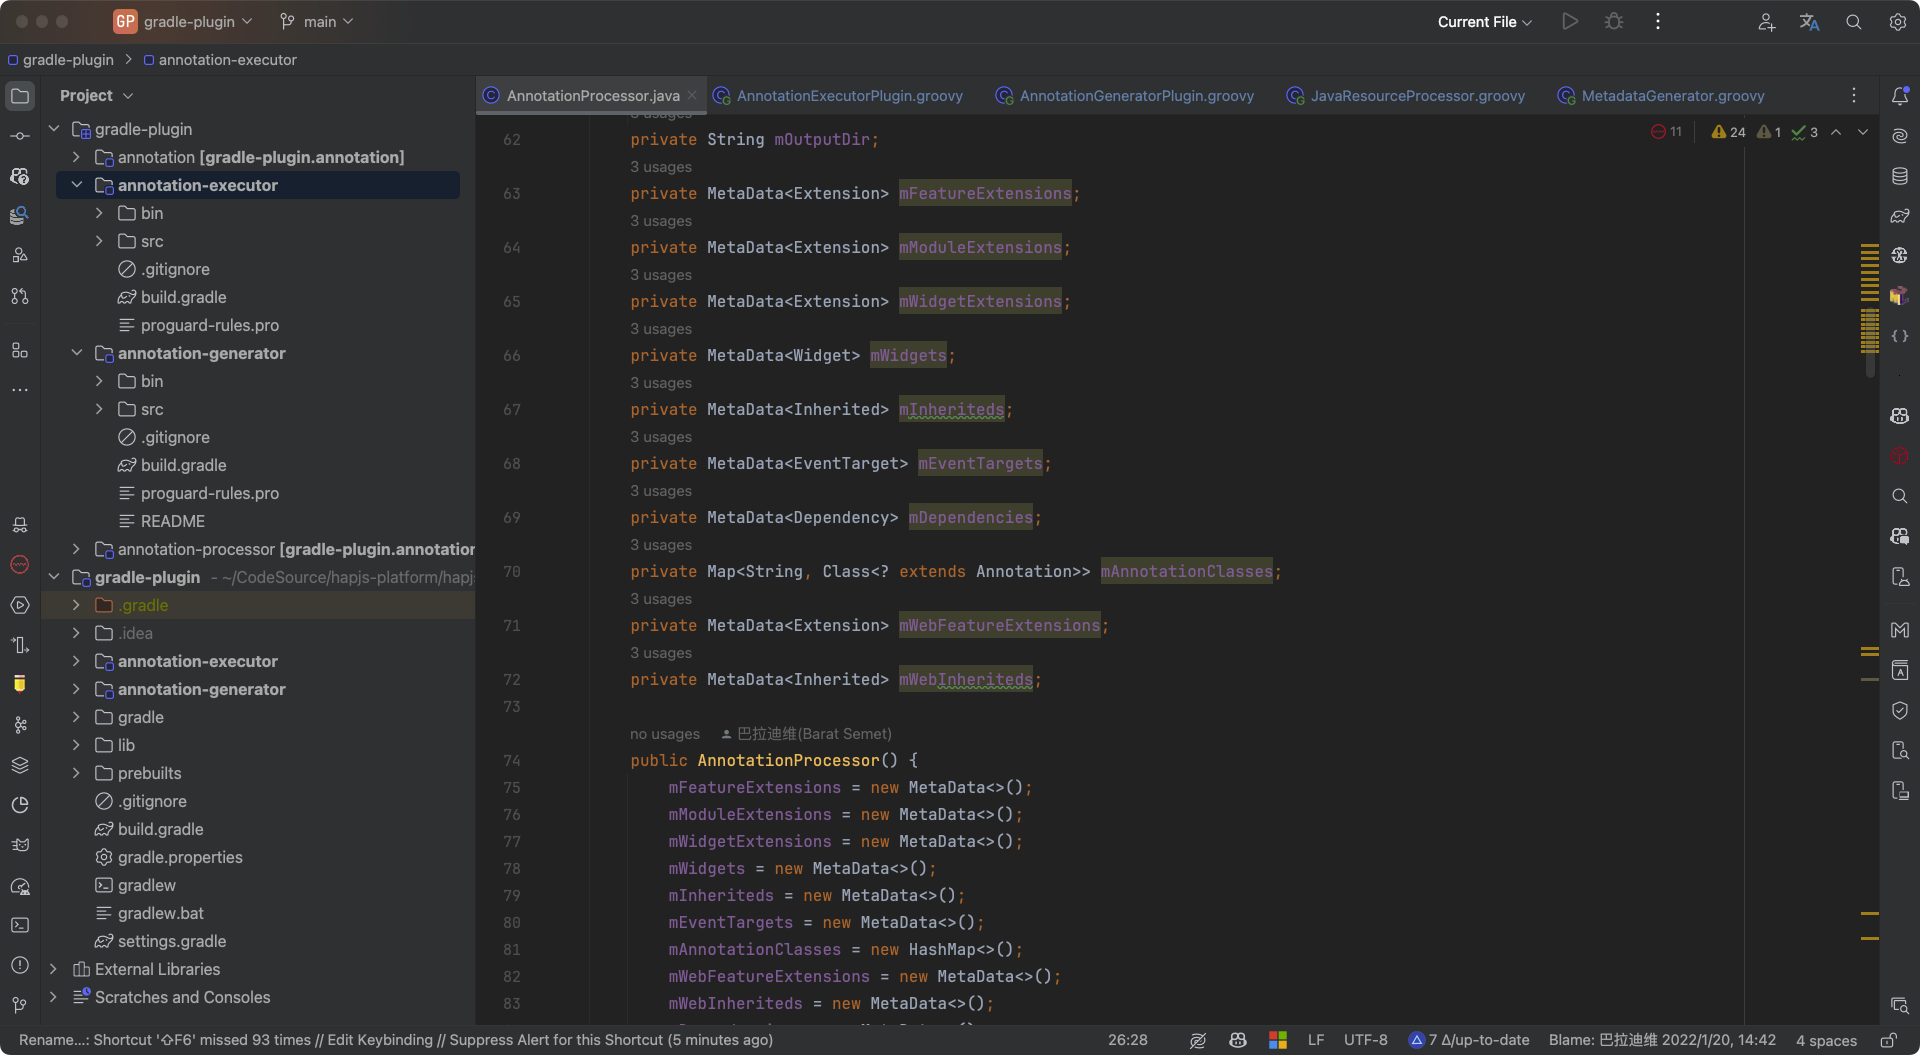 GP gradle-plugin main Current File
gradle-plugin > annotation-executor
Project
gradle-plugin
annotation [gradle-plugin.annotation]
annotation-executor
bin
src
.gitignore
build.gradle
proguard-rules.pro
annotation-generator
bin
src
.gitignore
build.gradle
proguard-rules.pro
README
annotation-processor [gradle-plugin.annotation
gradle-plugin - ~/CodeSource/hapjs-platform/hapj
.gradle
.idea
annotation-executor
annotation-generator
gradle
lib
prebuilts
.gitignore
build.gradle
gradle.properties
gradlew
gradlew.bat
settings.gradle
External Libraries
Scratches and Consoles
AnnotationProcessor.java AnnotationExecutorPlugin.groovy AnnotationGeneratorPlugin.groovy JavaResourceProcessor.groovy MetadataGenerator.groovy
11 24 1 3
3 usages
62 private String mOutputDir;
3 usages
63 private MetaData<Extension> mFeatureExtensions;
3 usages
64 private MetaData<Extension> mModuleExtensions;
3 usages
65 private MetaData<Extension> mWidgetExtensions;
3 usages
66 private MetaData<Widget> mWidgets;
3 usages
67 private MetaData<Inherited> mInheriteds;
3 usages
68 private MetaData<EventTarget> mEventTargets;
3 usages
69 private MetaData<Dependency> mDependencies;
3 usages
70 private Map<String, Class<? extends Annotation>> mAnnotationClasses;
3 usages
71 private MetaData<Extension> mWebFeatureExtensions;
3 usages
72 private MetaData<Inherited> mWebInheriteds;
73
no usages 巴拉迪维(Barat Semet)
74 public AnnotationProcessor() {
75 mFeatureExtensions = new MetaData<>();
76 mModuleExtensions = new MetaData<>();
77 mWidgetExtensions = new MetaData<>();
78 mWidgets = new MetaData<>();
79 mInheriteds = new MetaData<>();
80 mEventTargets = new MetaData<>();
81 mAnnotationClasses = new HashMap<>();
82 mWebFeatureExtensions = new MetaData<>();
83 mWebInheriteds = new MetaData<>();
Rename...: Shortcut '⇧F6' missed 93 times // Edit Keybinding // Suppress Alert for this Shortcut (5 minutes ago) 26:28 LF UTF-8 7 Δ/up-to-date Blame: 巴拉迪维 2022/1/20, 14:42 4 spaces